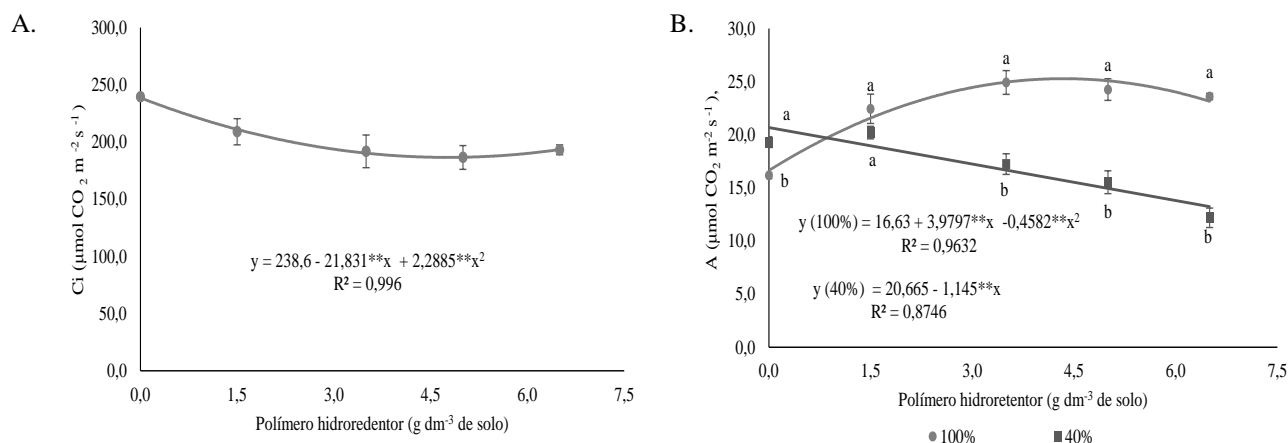 A.
300,0
250,0
200,0
150,0
100,0
50,0
0,0
Ci (µmol CO2 m -2 s -1)
y = 238,6 - 21,831**x + 2,2885**x2
R² = 0,996
0,0 1,5 3,0 4,5 6,0 7,5
Polímero hidroredentor (g dm-3 de solo)
B.
30,0
25,0
20,0
15,0
10,0
5,0
0,0
A (µmol CO2 m-2 s-1),
a
b
a
a
a
b
a
b
a
b
y (100%) = 16,63 + 3,9797**x -0,4582**x2
R² = 0,9632
y (40%) = 20,665 - 1,145**x
R² = 0,8746
0,0 1,5 3,0 4,5 6,0 7,5
Polímero hidroretentor (g dm-3 de solo)
100% 40%